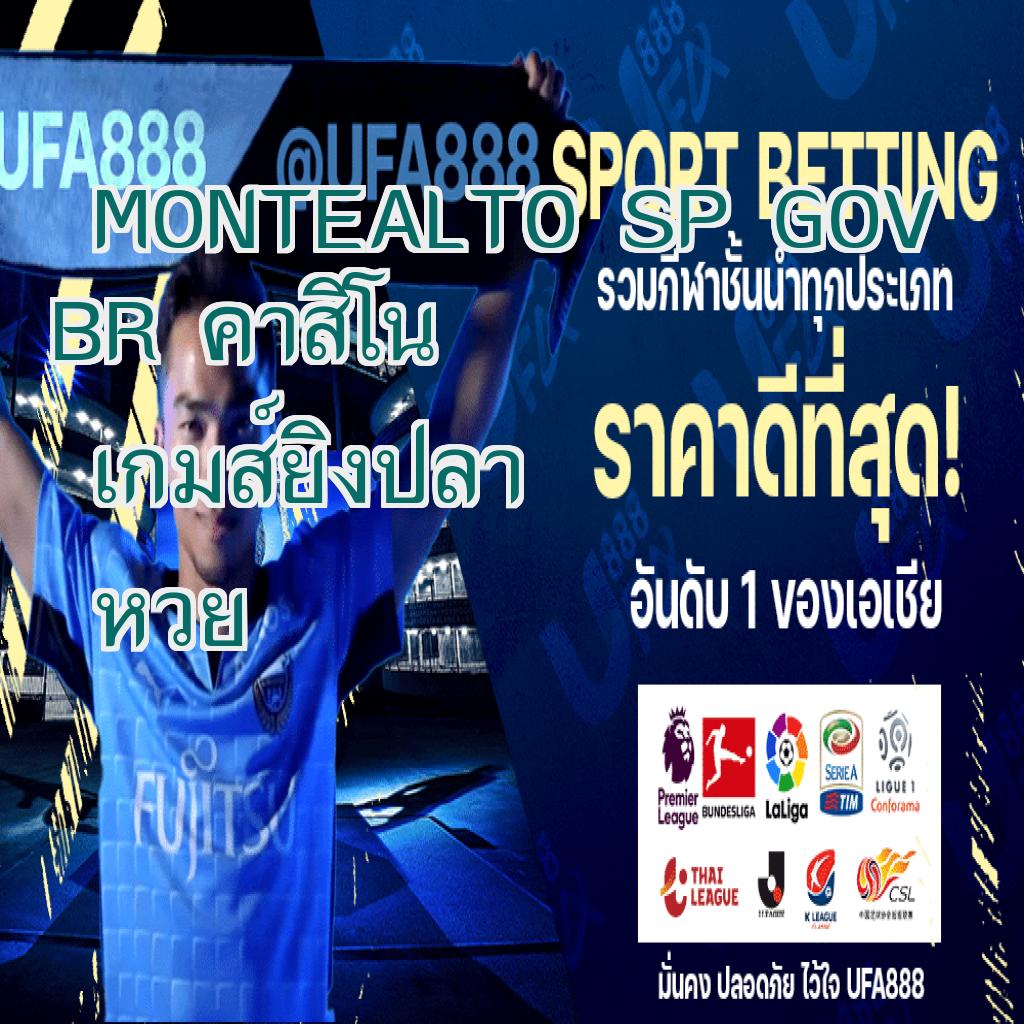 UFA888
@UFA888
SPORT BETTING
MONTEALTO SP GOV
BR คาสิโน
เกมส์ยิงปลา
หวย
รวมกีฬาชั้นนำทุกประเภท
ราคาดีที่สุด!
อันดับ 1 ของเอเชีย
FUJITSU
Premier
League
BUNDESLIGA
LaLiga
SERIE A
TIM
LIGUE 1
Conforama
THAI
LEAGUE
J.LEAGUE
K LEAGUE
CSL
มั่นคง ปลอดภัย ไว้ใจ UFA888